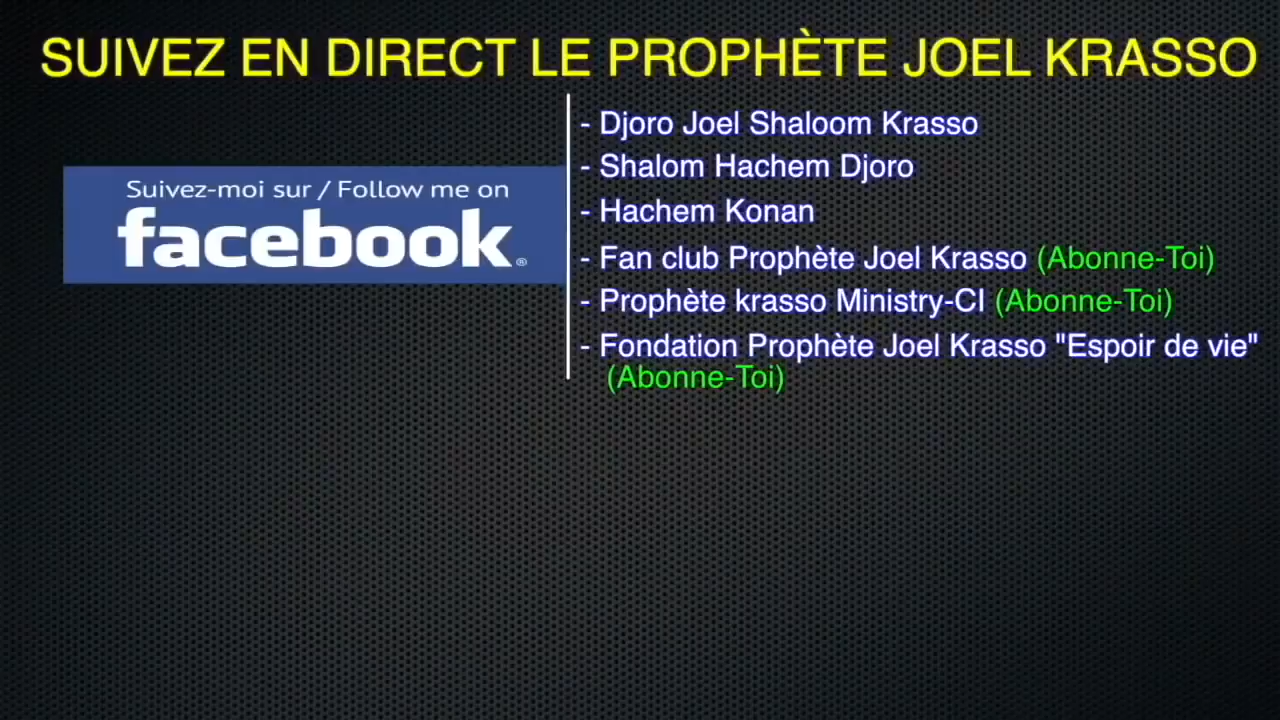 SUIVEZ EN DIRECT LE PROPHÈTE JOEL KRASSO
Suivez-moi sur / Follow me on
facebook®
- Djoro Joel Shaloom Krasso
- Shalom Hachem Djoro
- Hachem Konan
- Fan club Prophète Joel Krasso (Abonne-Toi)
- Prophète krasso Ministry-CI (Abonne-Toi)
- Fondation Prophète Joel Krasso "Espoir de vie"
(Abonne-Toi)